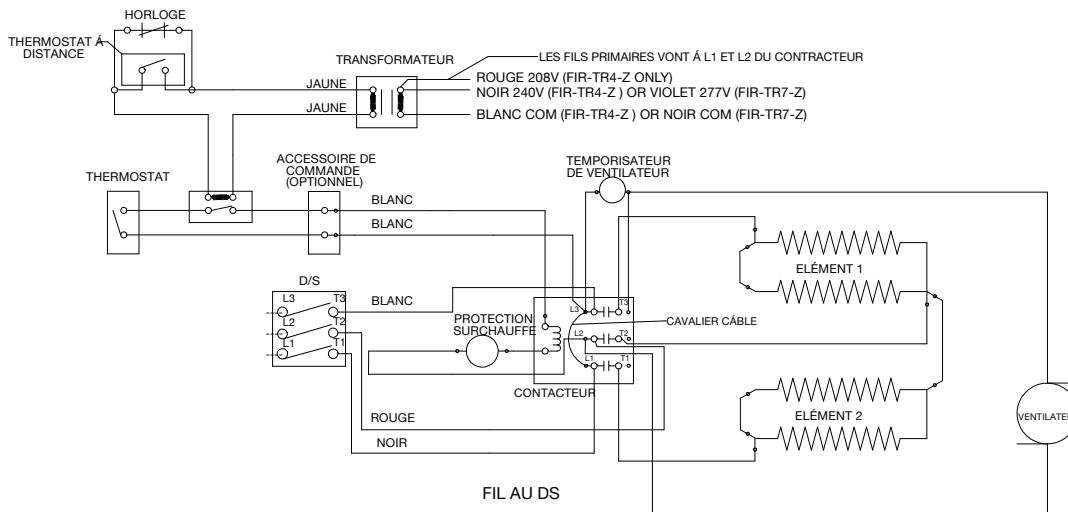 HORLOGE
THERMOSTAT Á
DISTANCE
TRANSFORMATEUR
LES FILS PRIMAIRES VONT Á L1 ET L2 DU CONTRACTEUR
ROUGE 208V (FIR-TR4-Z ONLY)
JAUNE
NOIR 240V (FIR-TR4-Z ) OR VIOLET 277V (FIR-TR7-Z)
JAUNE
BLANC COM (FIR-TR4-Z ) OR NOIR COM (FIR-TR7-Z)
ACCESSOIRE DE
COMMANDE
(OPTIONNEL)
THERMOSTAT
TEMPORISATEUR
DE VENTILATEUR
BLANC
BLANC
ELÉMENT 1
D/S
L3 T3
L2 T2
L1 T1
BLANC
PROTECTION
SURCHAUFFE
L3 T3
L2 T2
L1 T1
CAVALIER CÁBLE
CONTACTEUR
ROUGE
NOIR
ELÉMENT 2
VENTILATEU
FIL AU DS